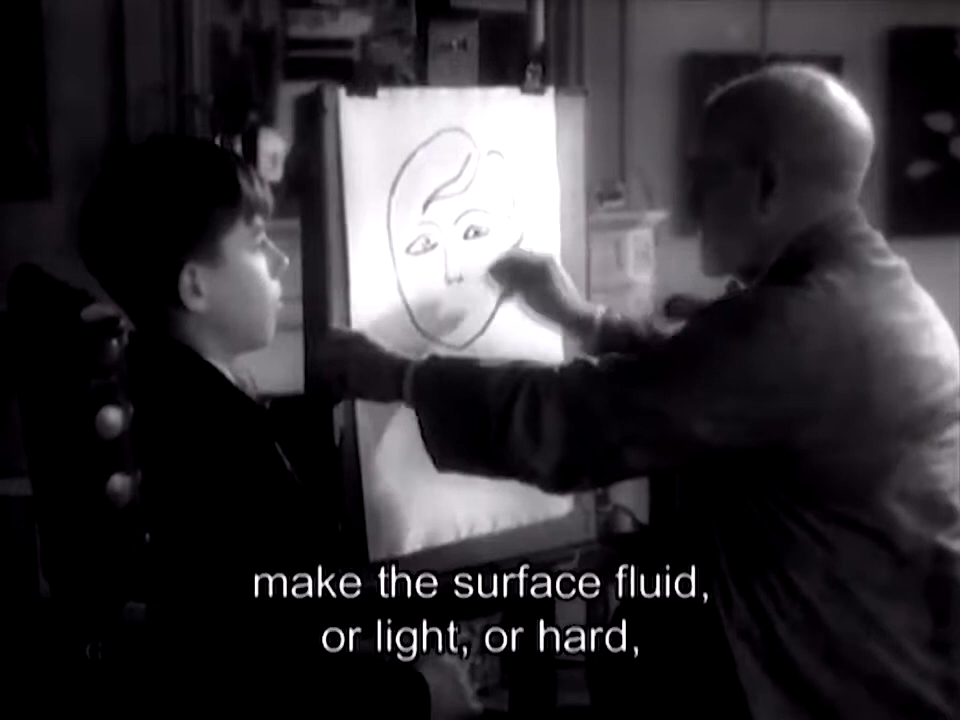 make the surface fluid,
or light, or hard,